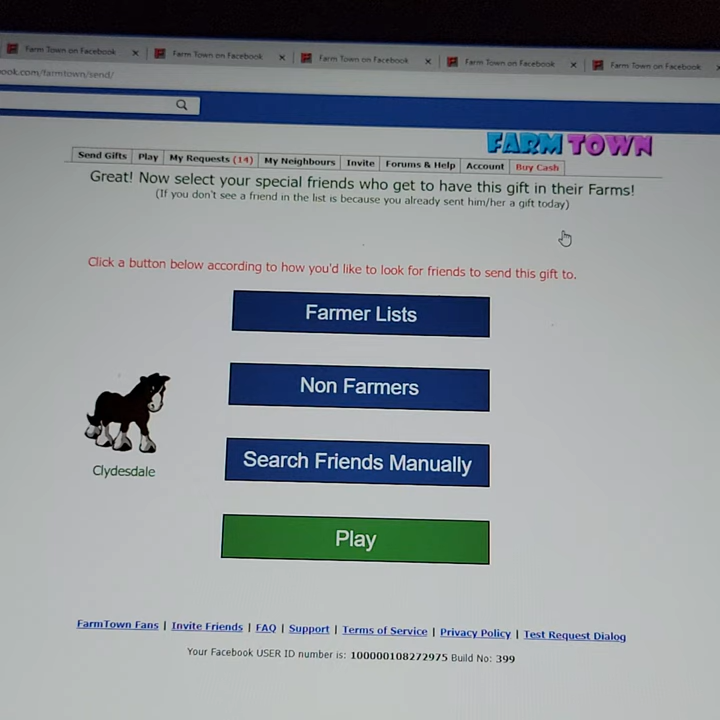 Farm Town on Facebook Farm Town on Facebook Farm Town on Facebook Farm Town on Facebook Farm Town on Facebook
ook.com/farmtown/send/
FARM TOWN
Send Gifts Play My Requests (14) My Neighbours Invite Forums & Help Account Buy Cash
Great! Now select your special friends who get to have this gift in their Farms!
(If you don't see a friend in the list is because you already sent him/her a gift today)
Click a button below according to how you'd like to look for friends to send this gift to.
Farmer Lists
Non Farmers
Search Friends Manually
Clydesdale
Play
FarmTown Fans | Invite Friends | FAQ | Support | Terms of Service | Privacy Policy | Test Request Dialog
Your Facebook USER ID number is: 100000108272975 Build No: 399